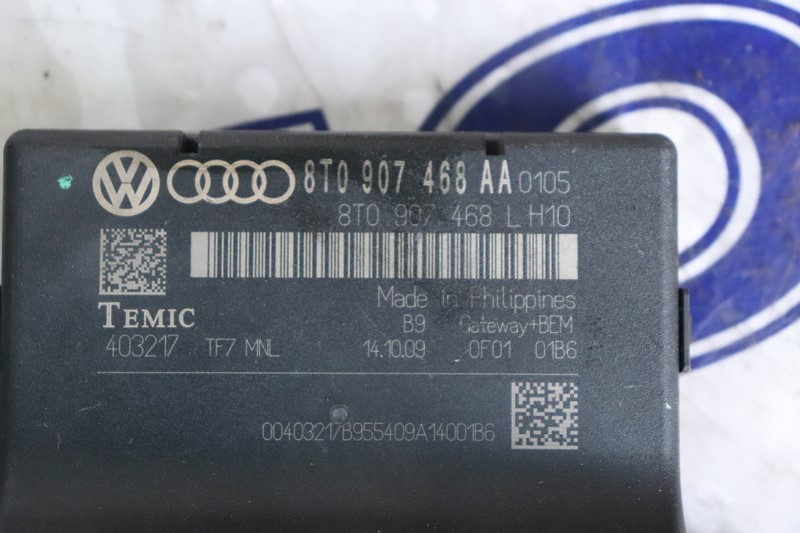 8T0 907 468 AA 0105
8T0 907 468 L H10
Made in Philippines
TEMIC
B9 Gateway+BEM
403217 TF7 MNL 14.10.09 0F01 01B6
00403217B955409A14001B6